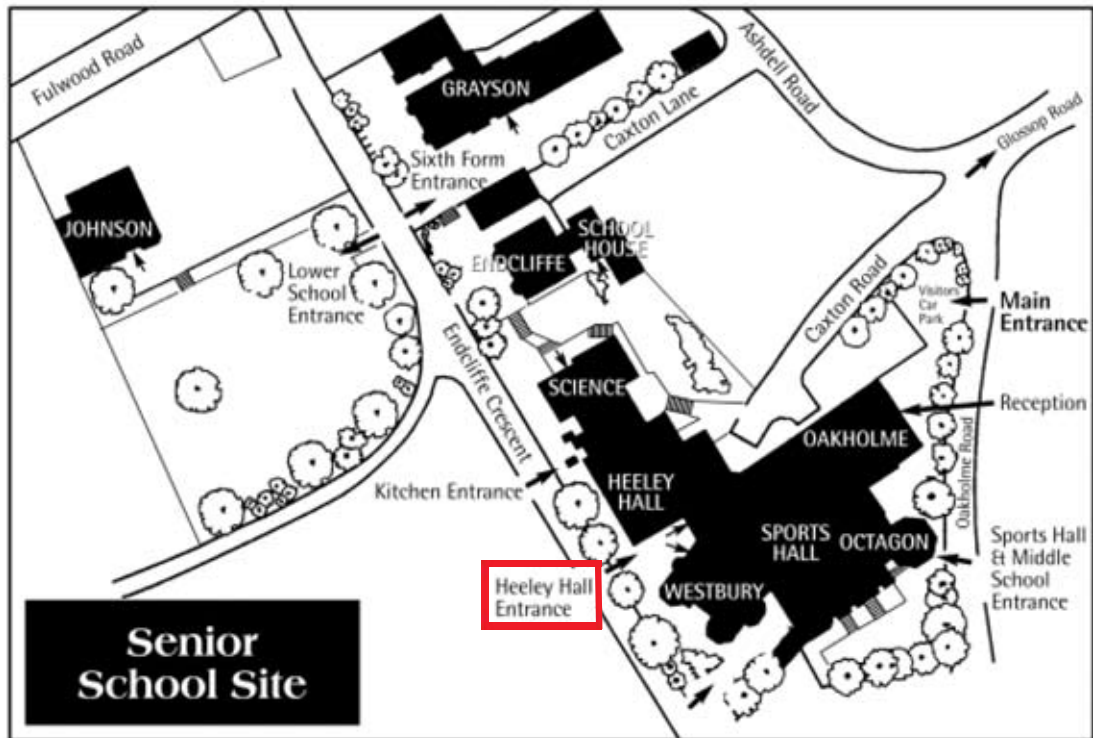 Fulwood Road
GRAYSON
Ashdell Road
Caxton Lane
Glossop Road
Sixth Form
Entrance
JOHNSON
SCHOOL
HOUSE
ENDCLIFFE
Lower
School
Entrance
Caxton Road
Visitors
Car
Park
Main
Entrance
Endcliffe Crescent
SCIENCE
Reception
OAKHOLME
Oakholme Road
Kitchen Entrance
HEELEY
HALL
SPORTS
HALL
OCTAGON
Sports Hall
& Middle
School
Entrance
Heeley Hall
Entrance
WESTBURY
Senior
School Site